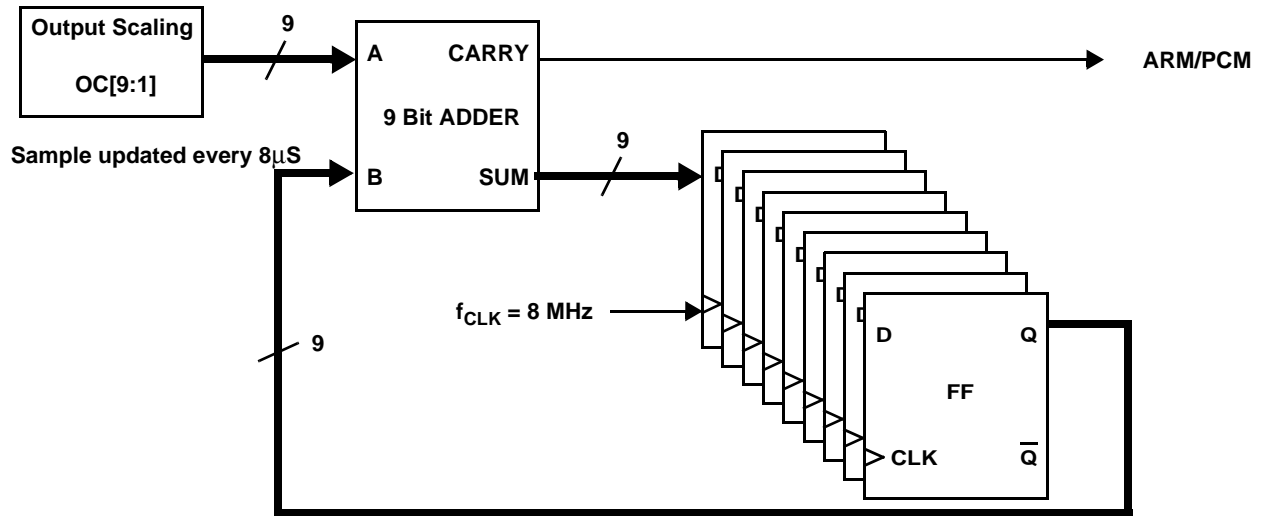 Output Scaling
OC[9:1]
9
A
CARRY
ARM/PCM
9 Bit ADDER
Sample updated every 8µS
B
SUM
9
D
D
D
D
D
D
D
D
fCLK = 8 MHz
9
D
Q
FF
CLK
Q̅